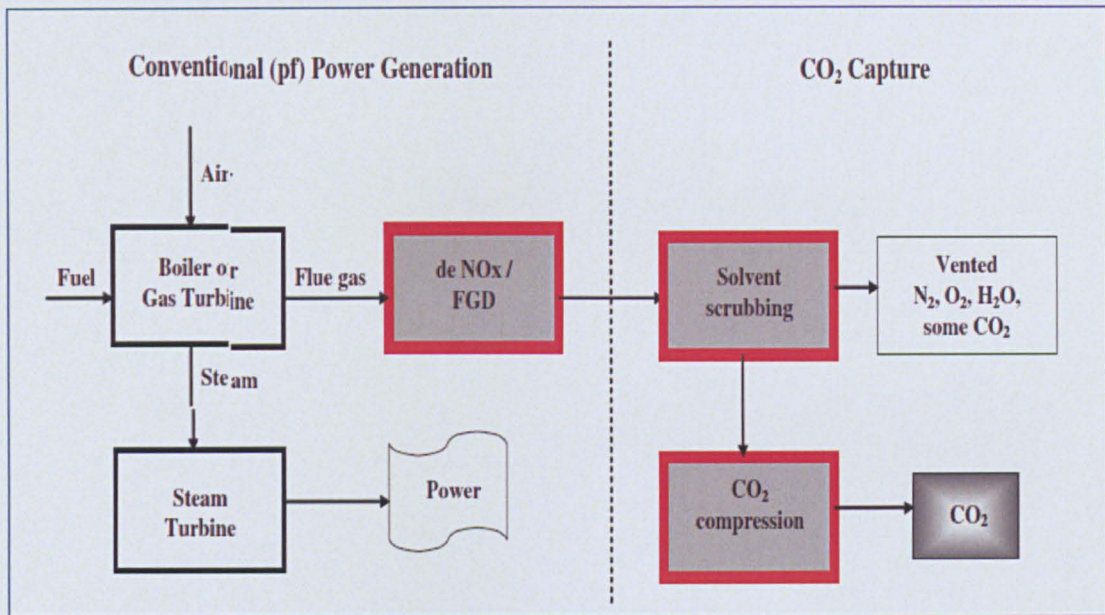 Conventional (pf) Power Generation
CO₂ Capture
Air
Fuel
Boiler or
Gas Turbine
Flue gas
de NOx /
FGD
Solvent
scrubbing
Vented
N₂, O₂, H₂O,
some CO₂
Steam
Steam
Turbine
Power
CO₂
compression
CO₂